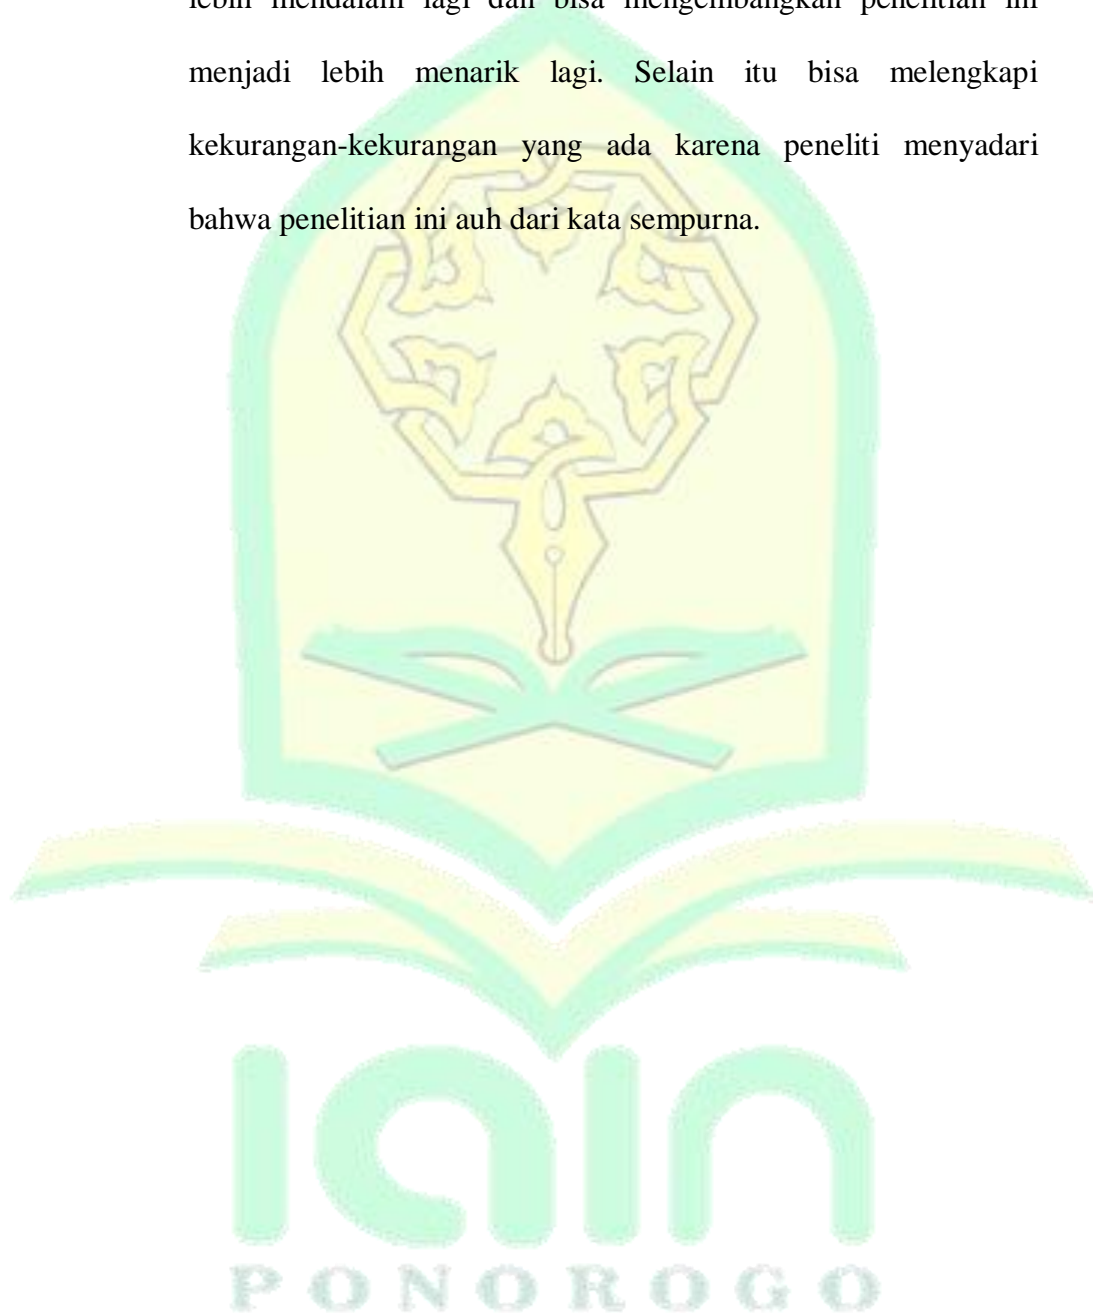 lebih mendalam lagi dan bisa mengembangkan penelitian ini
menjadi lebih menarik lagi. Selain itu bisa melengkapi
kekurangan-kekurangan yang ada karena peneliti menyadari
bahwa penelitian ini auh dari kata sempurna.
iain
PONOROGO